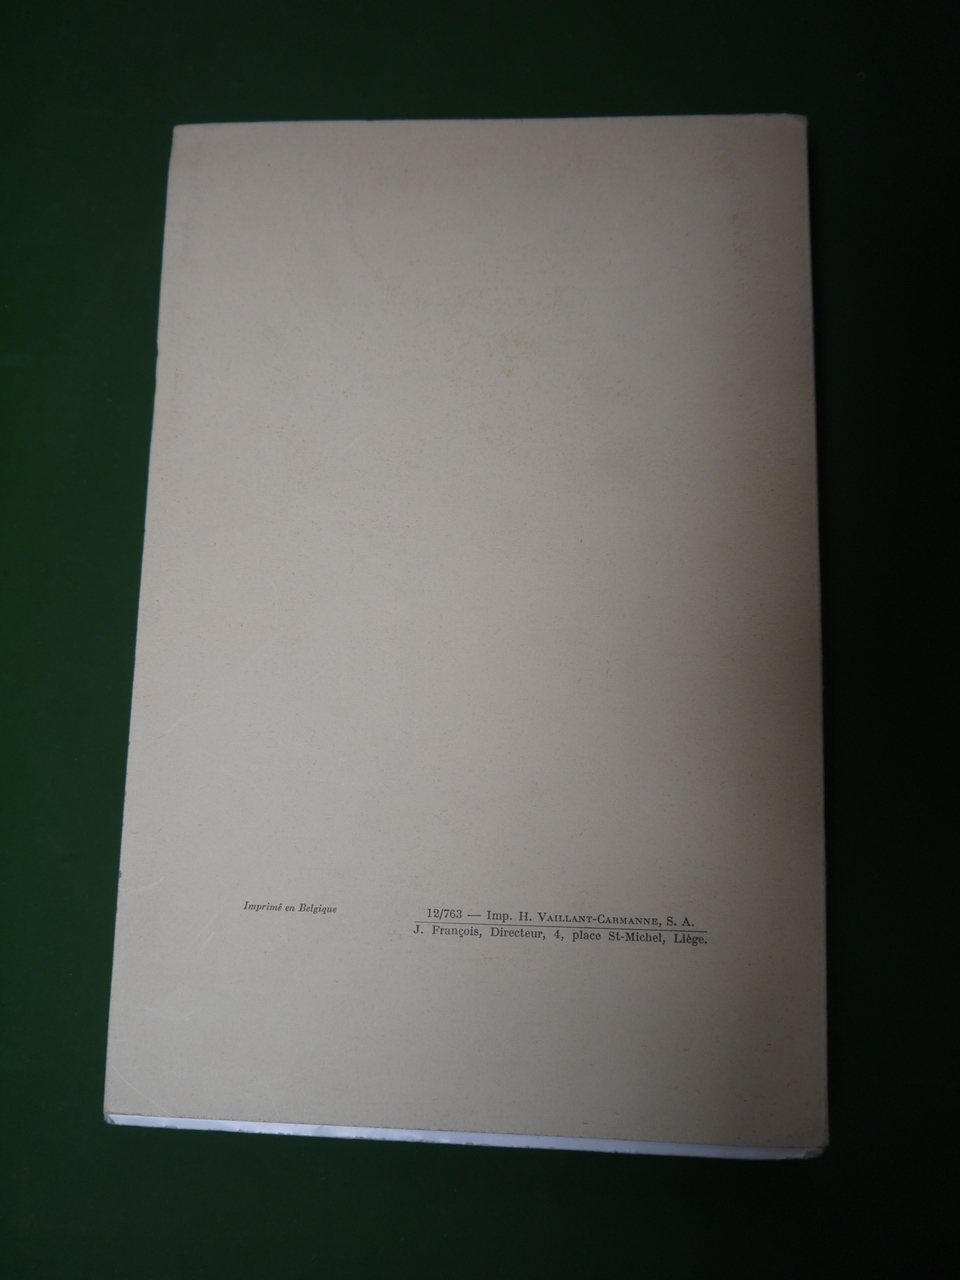 Imprimé en Belgique
12/763 — Imp. H. VAILLANT-CARMANNE, S. A.
J. François, Directeur, 4, place St-Michel, Liège.